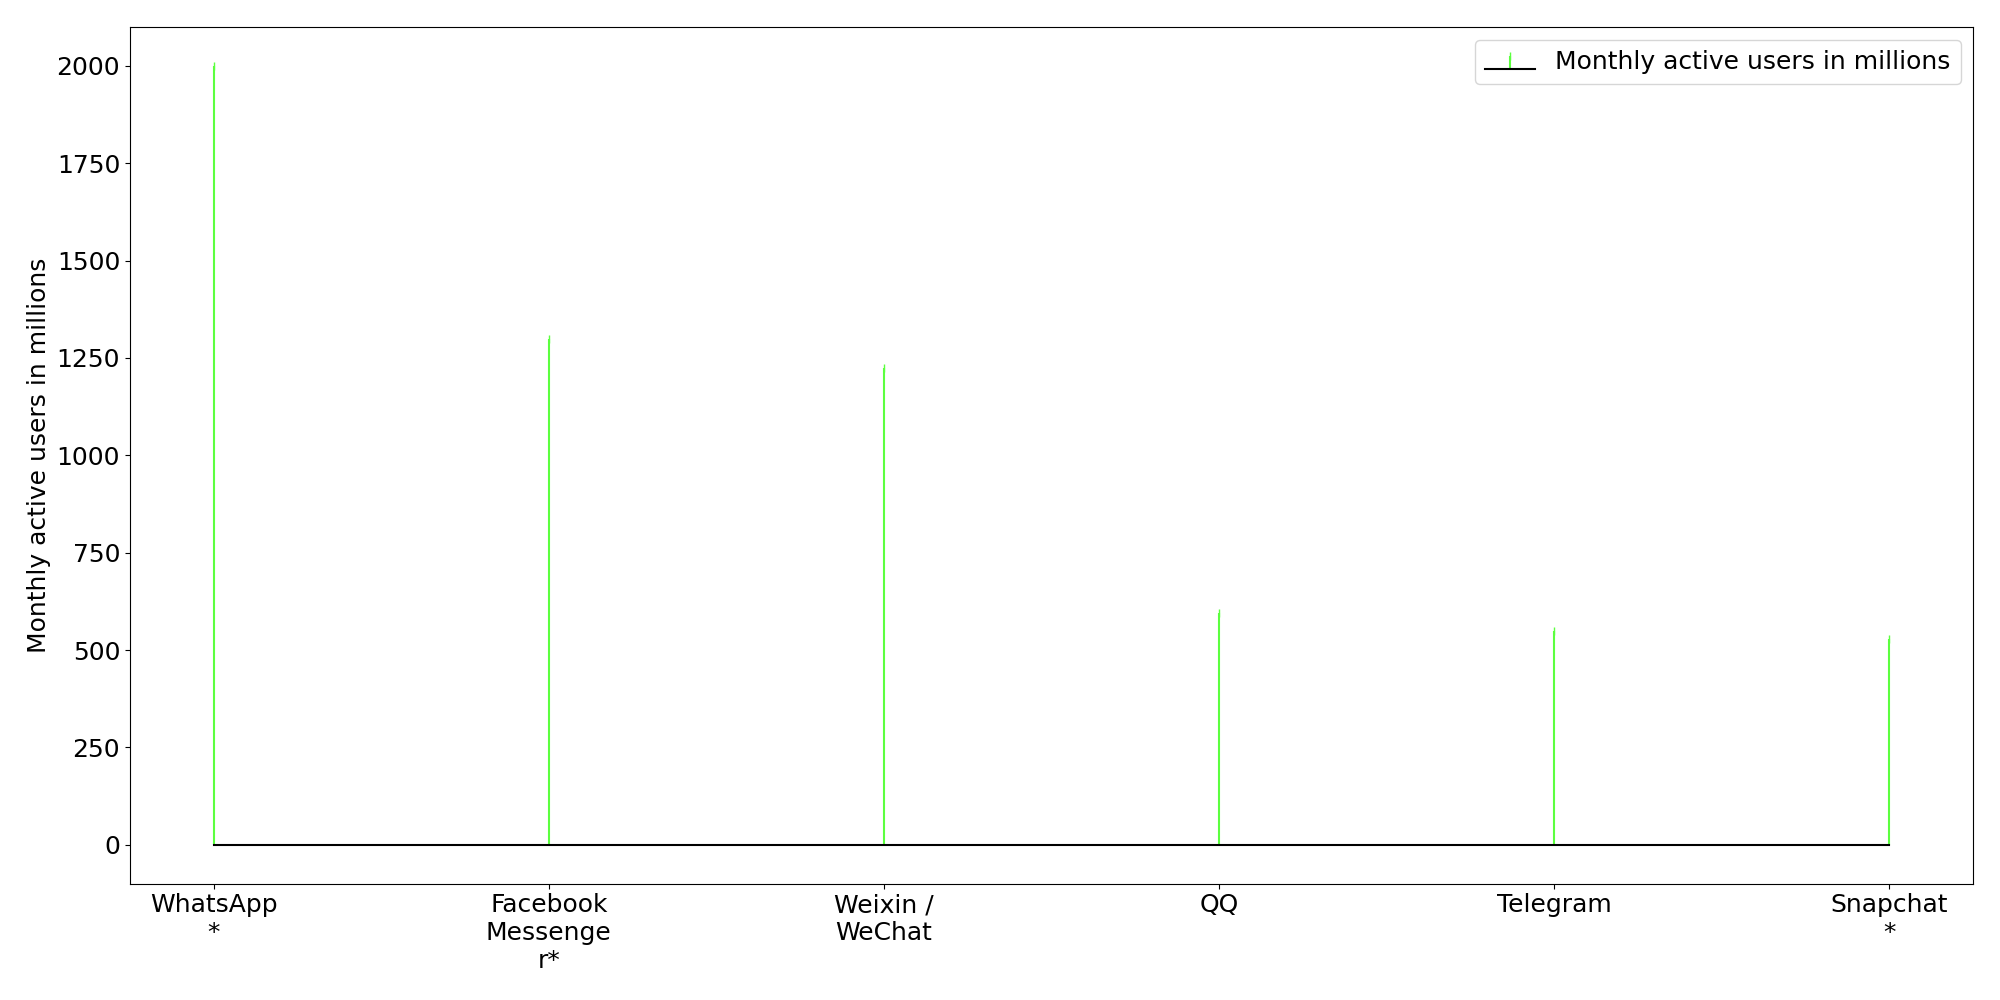 Monthly active users in millions
Monthly active users in millions
2000
1750
1500
1250
1000
750
500
250
0
WhatsApp
*
Facebook
Messenge
r*
Weixin /
WeChat
QQ
Telegram
Snapchat
*